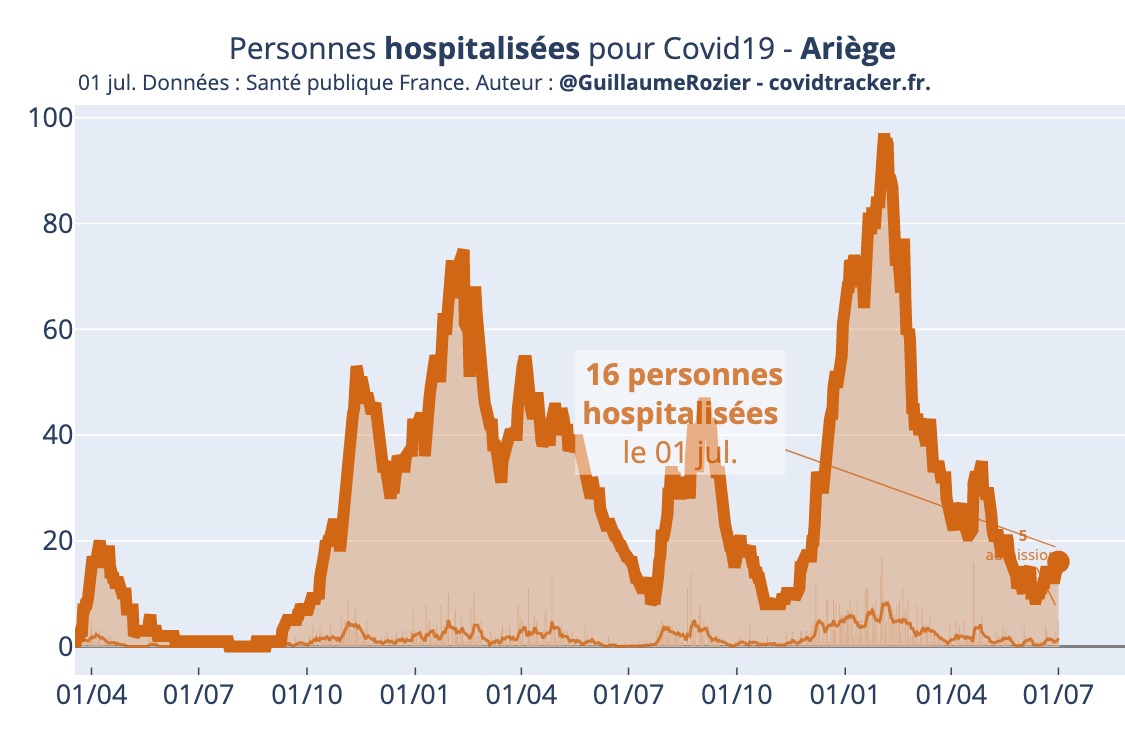 Personnes hospitalisées pour Covid19 - Ariège
01 jul. Données : Santé publique France. Auteur : @GuillaumeRozier - covidtracker.fr.
100
80
60
40
20
0
16 personnes
hospitalisées
le 01 jul.
5
01/04 01/07 01/10 01/01 01/04 01/07 01/10 01/01 01/04 01/07